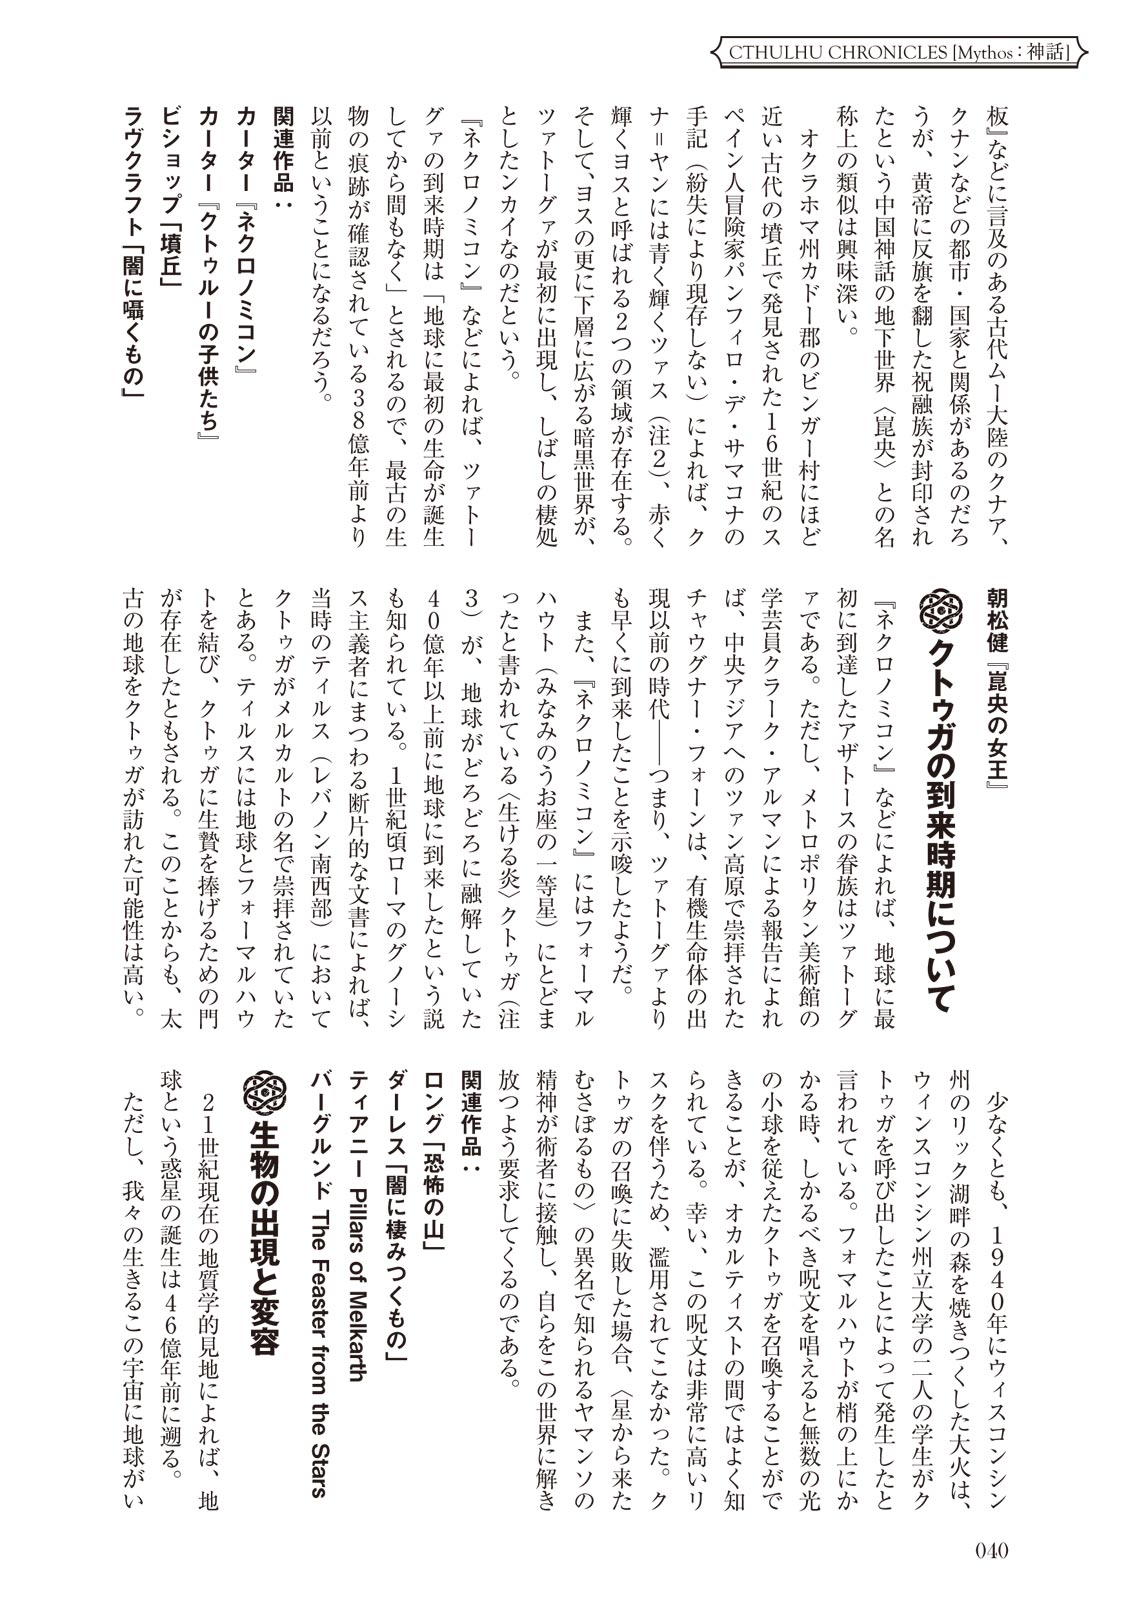 CTHULHU CHRONICLES [Mythos：神話]
板』などに言及のある古代ムー大陸のクナア、
クナンなどの都市・国家と関係があるのだろ
うが、黄帝に反旗を翻した祝融族が封印され
たという中国神話の地下世界〈崑央〉との名
称上の類似は興味深い。
オクラホマ州カドー郡のビンガー村にほど
近い古代の墳丘で発見された16世紀のス
ペイン人冒険家パンフィロ・デ・サマコナの
手記（紛失により現存しない）によれば、ク
ナ＝ヤンには青く輝くツァス（注2）、赤く
輝くヨスと呼ばれる2つの領域が存在する。
そして、ヨスの更に下層に広がる暗黒世界が、
ツァトーグァが最初に出現し、しばしの棲処
としたンカイなのだという。
『ネクロノミコン』などによれば、ツァトー
グァの到来時期は「地球に最初の生命が誕生
してから間もなく」とされるので、最古の生
物の痕跡が確認されている38億年前より
以前ということになるだろう。
関連作品：
カーター『ネクロノミコン』
カーター『クトゥルーの子供たち』
ビショップ「墳丘」
ラヴクラフト「闇に囁くもの」
朝松健『崑央の女王』
クトゥガの到来時期について
『ネクロノミコン』などによれば、地球に最
初に到達したアザトースの眷族はツァトーグ
ァである。ただし、メトロポリタン美術館の
学芸員クラーク・アルマンによる報告によれ
ば、中央アジアへのツァン高原で崇拝された
チャウグナー・フォーンは、有機生命体の出
現以前の時代――つまり、ツァトーグァより
も早くに到来したことを示唆したようだ。
また、『ネクロノミコン』にはフォーマル
ハウト（みなみのうお座の一等星）にとどま
ったと書かれている〈生ける炎〉クトゥガ（注
3）が、地球がどろどろに融解していた
40億年以上前に地球に到来したという説
も知られている。1世紀頃ローマのグノーシ
ス主義者にまつわる断片的な文書によれば、
当時のティルス（レバノン南西部）において
クトゥガがメルカルトの名で崇拝されていた
とある。ティルスには地球とフォーマルハウ
トを結び、クトゥガに生贄を捧げるための門
が存在したともされる。このことからも、太
古の地球をクトゥガが訪れた可能性は高い。
少なくとも、1940年にウィスコンシン
州のリック湖畔の森を焼きつくした大火は、
ウィンスコンシン州立大学の二人の学生がク
トゥガを呼び出したことによって発生したと
言われている。フォマルハウトが梢の上にか
かる時、しかるべき呪文を唱えると無数の光
の小球を従えたクトゥガを召喚することがで
きることが、オカルティストの間ではよく知
られている。幸い、この呪文は非常に高いリ
スクを伴うため、濫用されてこなかった。ク
トゥガの召喚に失敗した場合、〈星から来た
むさぼるもの〉の異名で知られるヤマンソの
精神が術者に接触し、自らをこの世界に解き
放つよう要求してくるのである。
関連作品：
ロング「恐怖の山」
ダーレス「闇に棲みつくもの」
ティアニー Pillars of Melkarth
バーグルンド The Feaster from the Stars
生物の出現と変容
21世紀現在の地質学的見地によれば、地
球という惑星の誕生は46億年前に遡る。
ただし、我々の生きるこの宇宙に地球がい
040